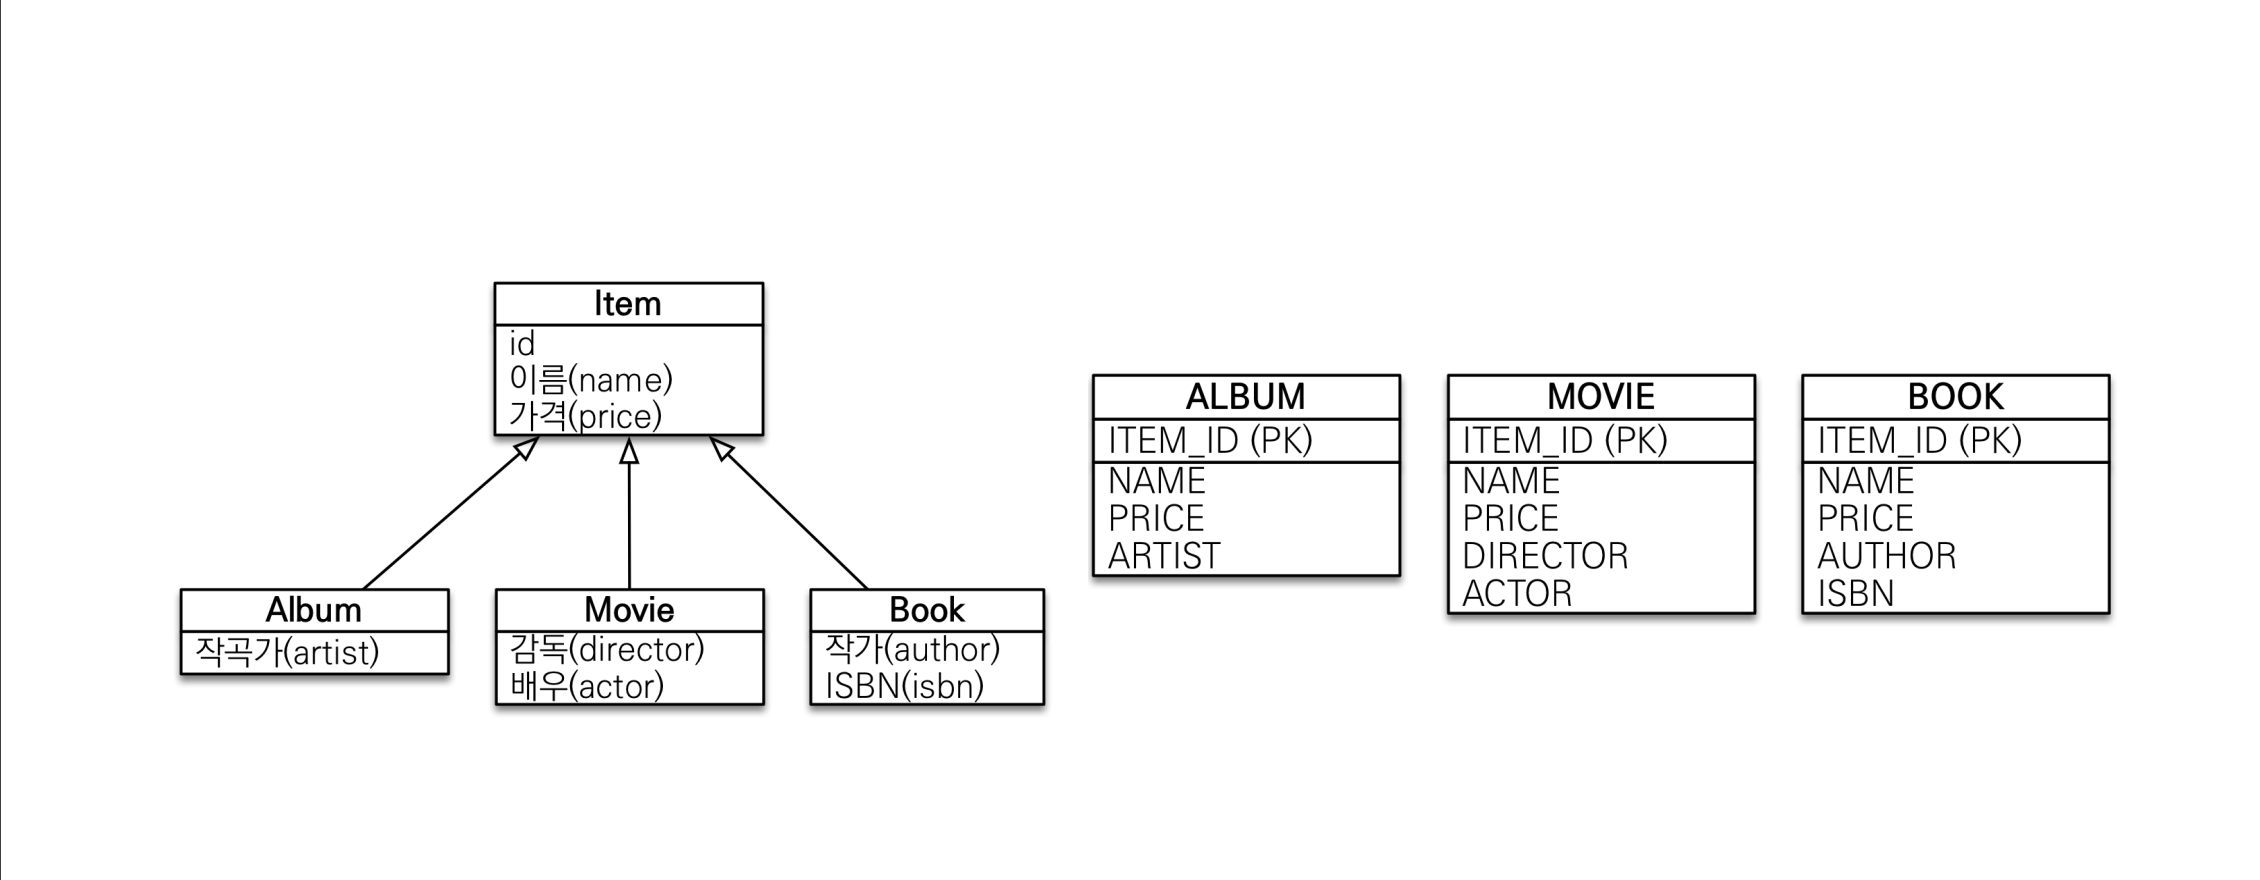 Item
id
이름(name)
가격(price)
Album
작곡가(artist)
Movie
감독(director)
배우(actor)
Book
작가(author)
ISBN(isbn)
ALBUM
ITEM_ID (PK)
NAME
PRICE
ARTIST
MOVIE
ITEM_ID (PK)
NAME
PRICE
DIRECTOR
ACTOR
BOOK
ITEM_ID (PK)
NAME
PRICE
AUTHOR
ISBN